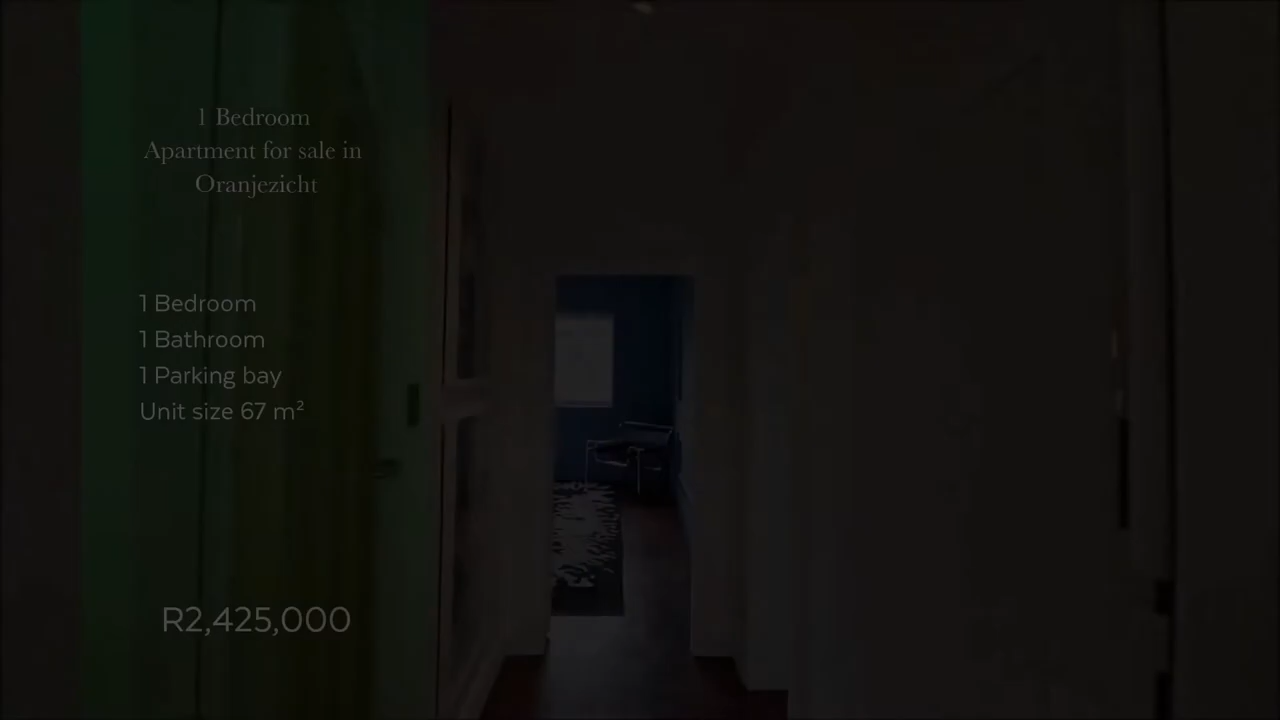 1 Bedroom
Apartment for sale in
Oranjezicht
1 Bedroom
1 Bathroom
1 Parking bay
Unit size 67 m²
R2,425,000